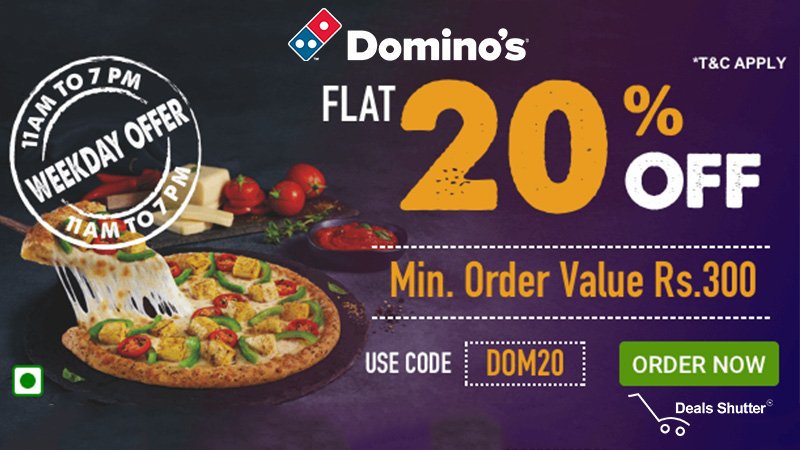 Domino's
*T&C APPLY
11AM TO 7 PM
WEEKDAY OFFER
11AM TO 7 PM
FLAT
20%
OFF
Min. Order Value Rs.300
USE CODE DOM20
ORDER NOW
Deals Shutter™